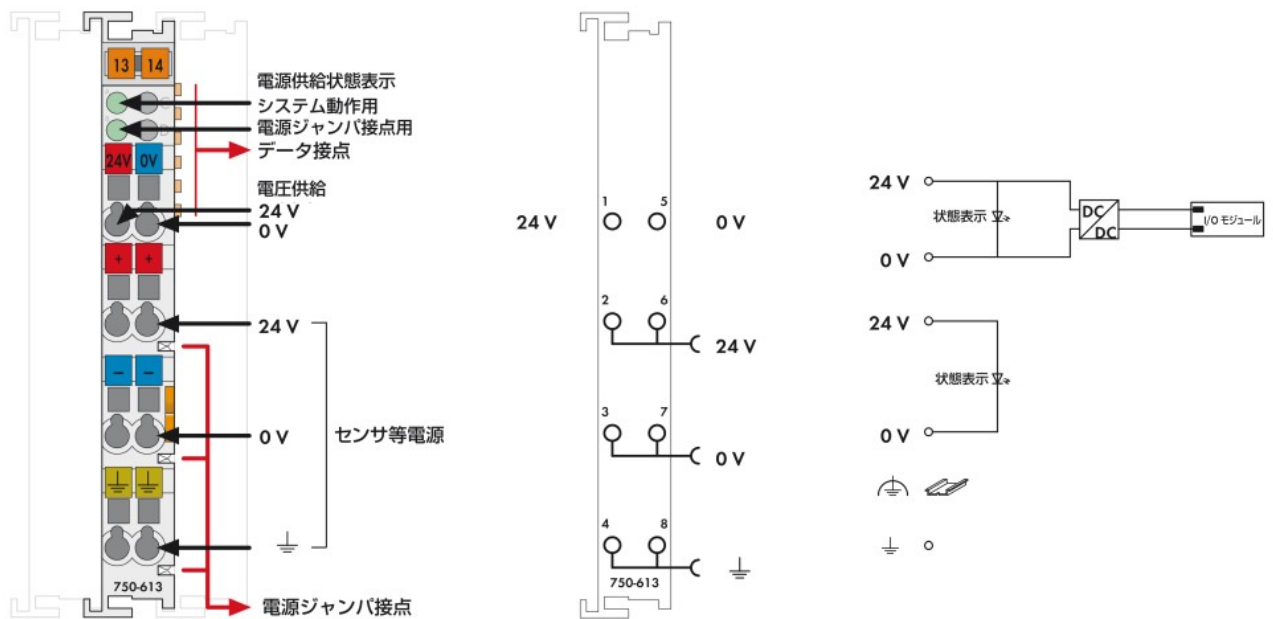 13 14
電源供給状態表示
システム動作用
電源ジャンパ接点用
データ接点
24V 0V
電圧供給
24 V
0 V
+ +
24 V
− −
0 V
センサ等電源
750-613
電源ジャンパ接点
24 V
1 5
0 V
2 6
24 V
3 7
0 V
4 8
750-613
24 V
状態表示
0 V
DC
DC
I/O モジュール
24 V
状態表示
0 V